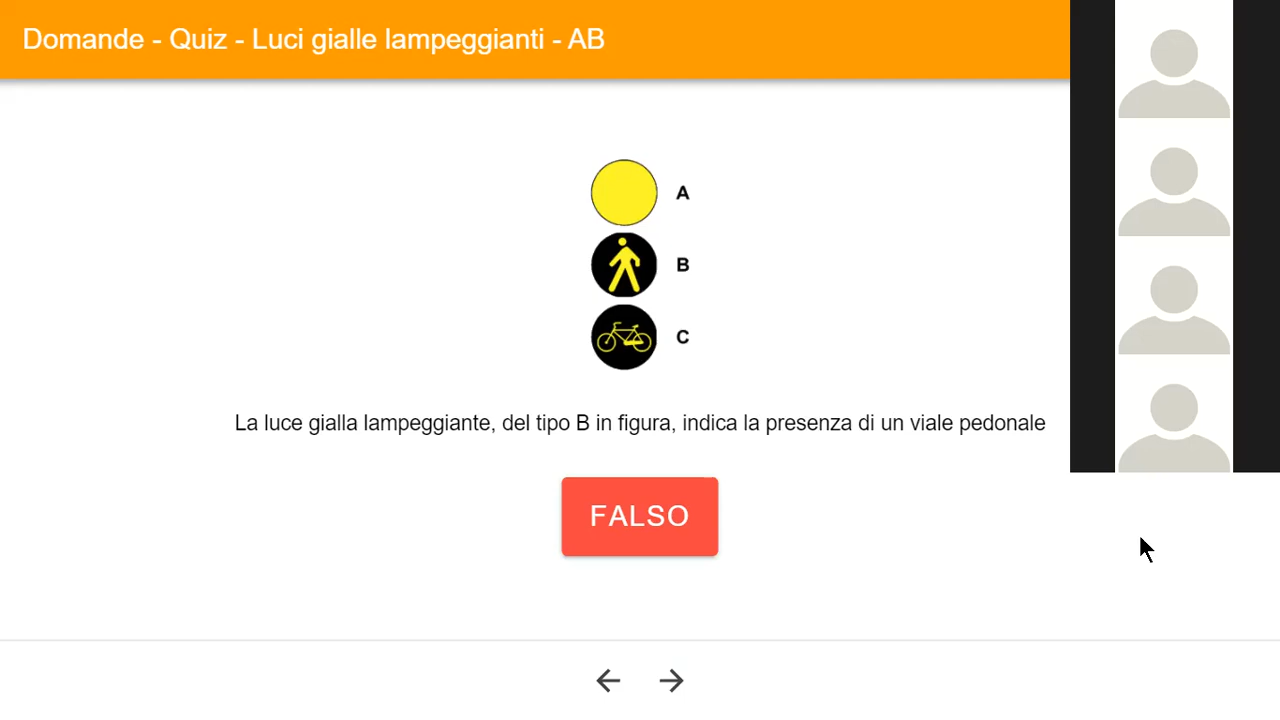 Domande - Quiz - Luci gialle lampeggianti - AB
A
B
C
La luce gialla lampeggiante, del tipo B in figura, indica la presenza di un viale pedonale
FALSO